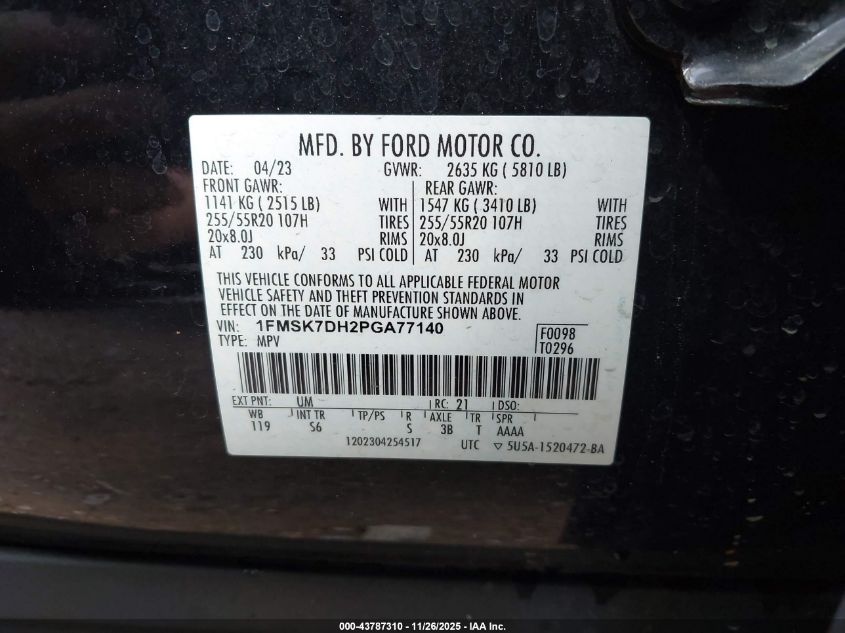 MFD. BY FORD MOTOR CO.
DATE: 04/23 GVWR: 2635 KG ( 5810 LB)
FRONT GAWR: REAR GAWR:
1141 KG ( 2515 LB) WITH 1547 KG ( 3410 LB) WITH
255/55R20 107H TIRES 255/55R20 107H TIRES
20x8.0J RIMS 20x8.0J RIMS
AT 230 kPa/ 33 PSI COLD AT 230 kPa/ 33 PSI COLD
THIS VEHICLE CONFORMS TO ALL APPLICABLE FEDERAL MOTOR
VEHICLE SAFETY AND THEFT PREVENTION STANDARDS IN
EFFECT ON THE DATE OF MANUFACTURE SHOWN ABOVE.
VIN: 1FMSK7DH2PGA77140 F0098
TYPE: MPV T0296
EXT PNT: UM RC: 21 DSO:
WB INT TR TP/PS R AXLE TR SPR
119 S6 S 3B T AAAA
1202304254517 UTC ▽ 5U5A-1520472-BA
000-43787310 | 11/26/2025 - IAA Inc.